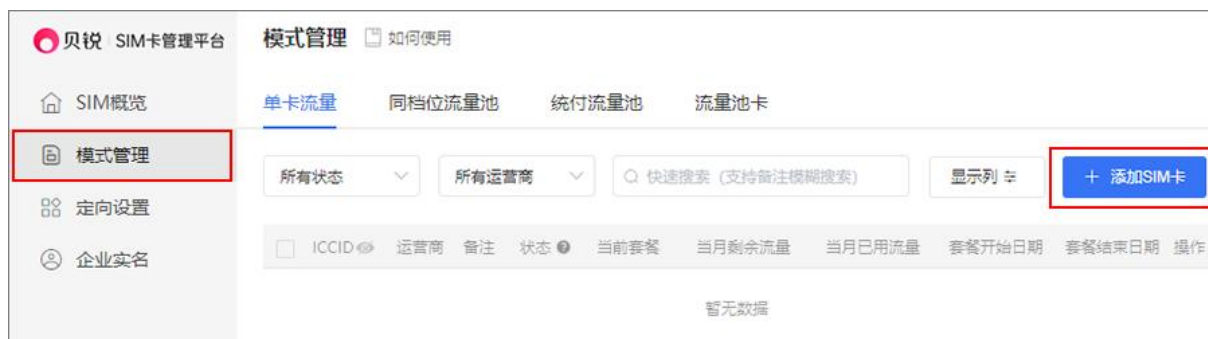 贝锐 SIM卡管理平台
模式管理 如何使用
SIM概览
单卡流量 同档位流量池 统付流量池 流量池卡
模式管理
所有状态 所有运营商 快速搜索 (支持备注模糊搜索) 显示列 + 添加SIM卡
定向设置
ICCID 运营商 备注 状态 当前套餐 当月剩余流量 当月已用流量 套餐开始日期 套餐结束日期 操作
企业实名
暂无数据